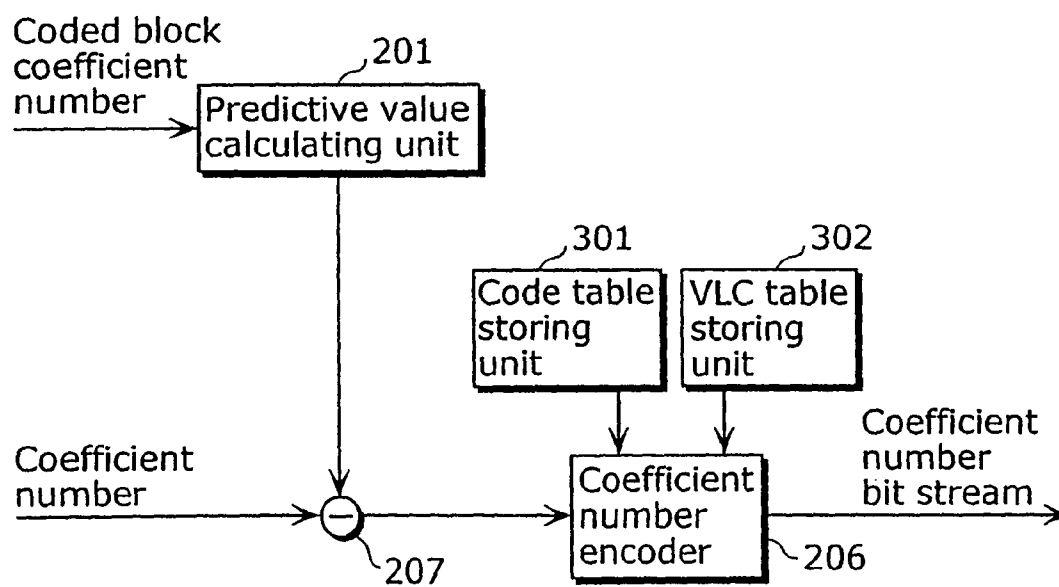 Coded block
coefficient
number
201
Predictive value
calculating unit
301
302
Code table
storing
unit
VLC table
storing
unit
Coefficient
number
207
Coefficient
number
encoder
206
Coefficient
number
bit stream